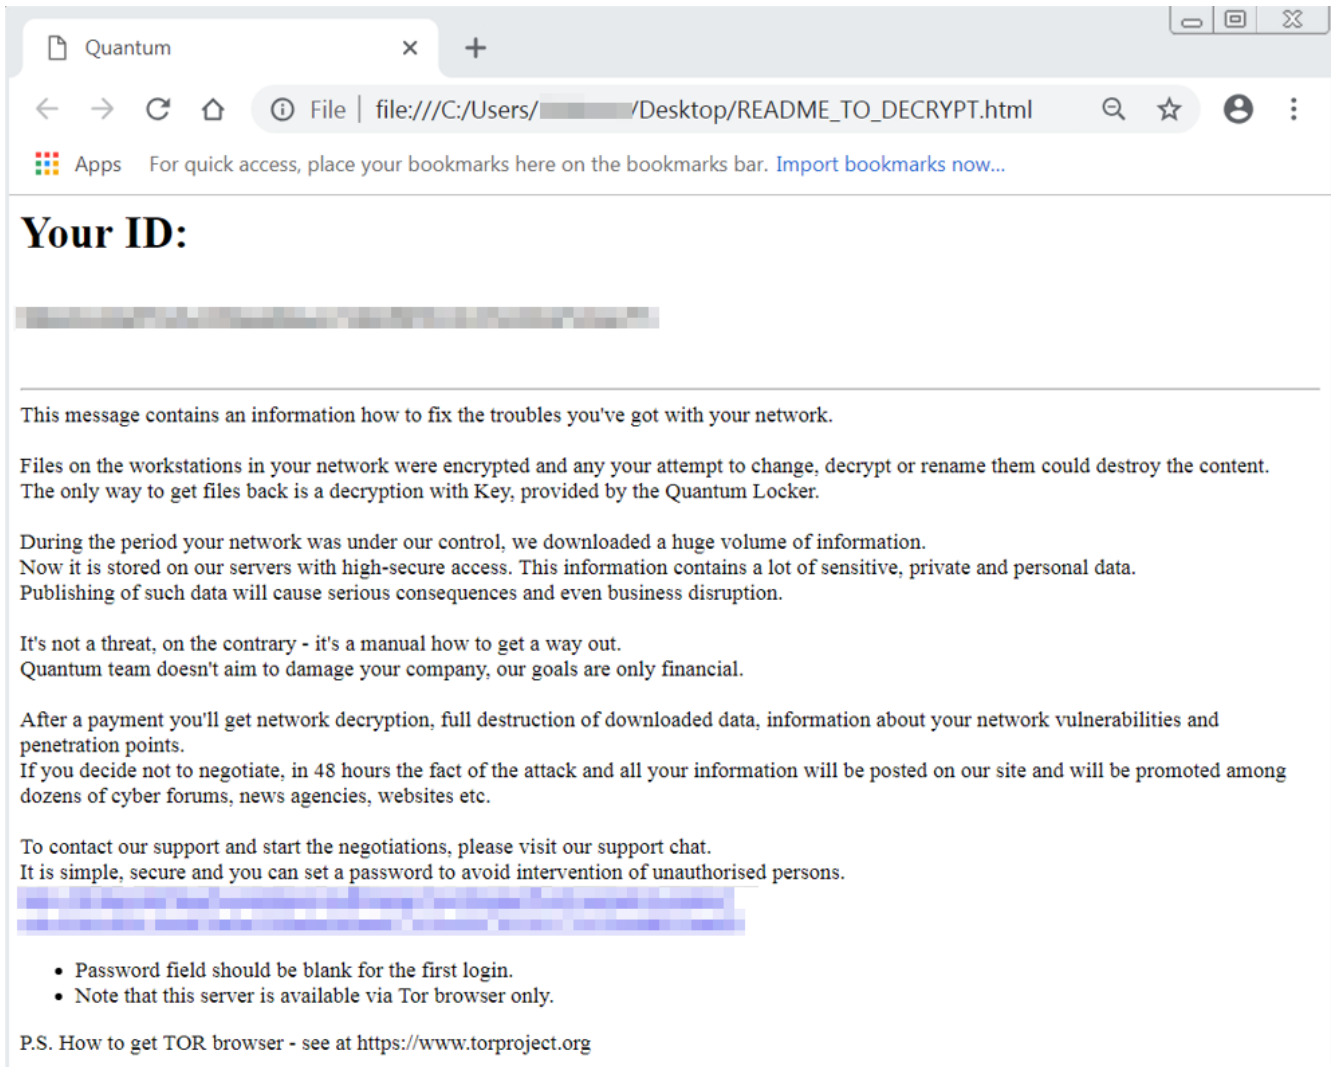 Quantum
File file:///C:/Users/ /Desktop/README_TO_DECRYPT.html
Apps For quick access, place your bookmarks here on the bookmarks bar. Import bookmarks now...
Your ID:
This message contains an information how to fix the troubles you've got with your network.
Files on the workstations in your network were encrypted and any your attempt to change, decrypt or rename them could destroy the content.
The only way to get files back is a decryption with Key, provided by the Quantum Locker.
During the period your network was under our control, we downloaded a huge volume of information.
Now it is stored on our servers with high-secure access. This information contains a lot of sensitive, private and personal data.
Publishing of such data will cause serious consequences and even business disruption.
It's not a threat, on the contrary - it's a manual how to get a way out.
Quantum team doesn't aim to damage your company, our goals are only financial.
After a payment you'll get network decryption, full destruction of downloaded data, information about your network vulnerabilities and
penetration points.
If you decide not to negotiate, in 48 hours the fact of the attack and all your information will be posted on our site and will be promoted among
dozens of cyber forums, news agencies, websites etc.
To contact our support and start the negotiations, please visit our support chat.
It is simple, secure and you can set a password to avoid intervention of unauthorised persons.
• Password field should be blank for the first login.
• Note that this server is available via Tor browser only.
P.S. How to get TOR browser - see at https://www.torproject.org